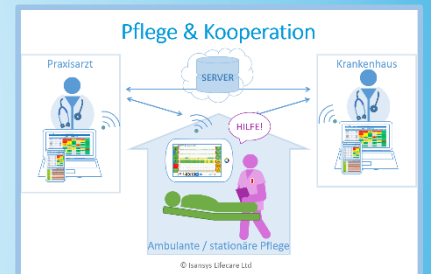 Pflege & Kooperation
Praxisarzt
SERVER
Krankenhaus
HILFE!
Ambulante / stationäre Pflege
© Isansys Lifecare Ltd